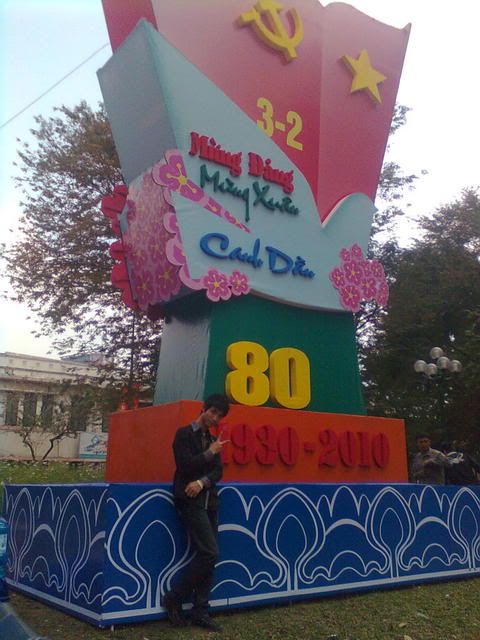 3-2
Mừng Đảng
Mừng Xuân
Canh Dần
80
1930-2010